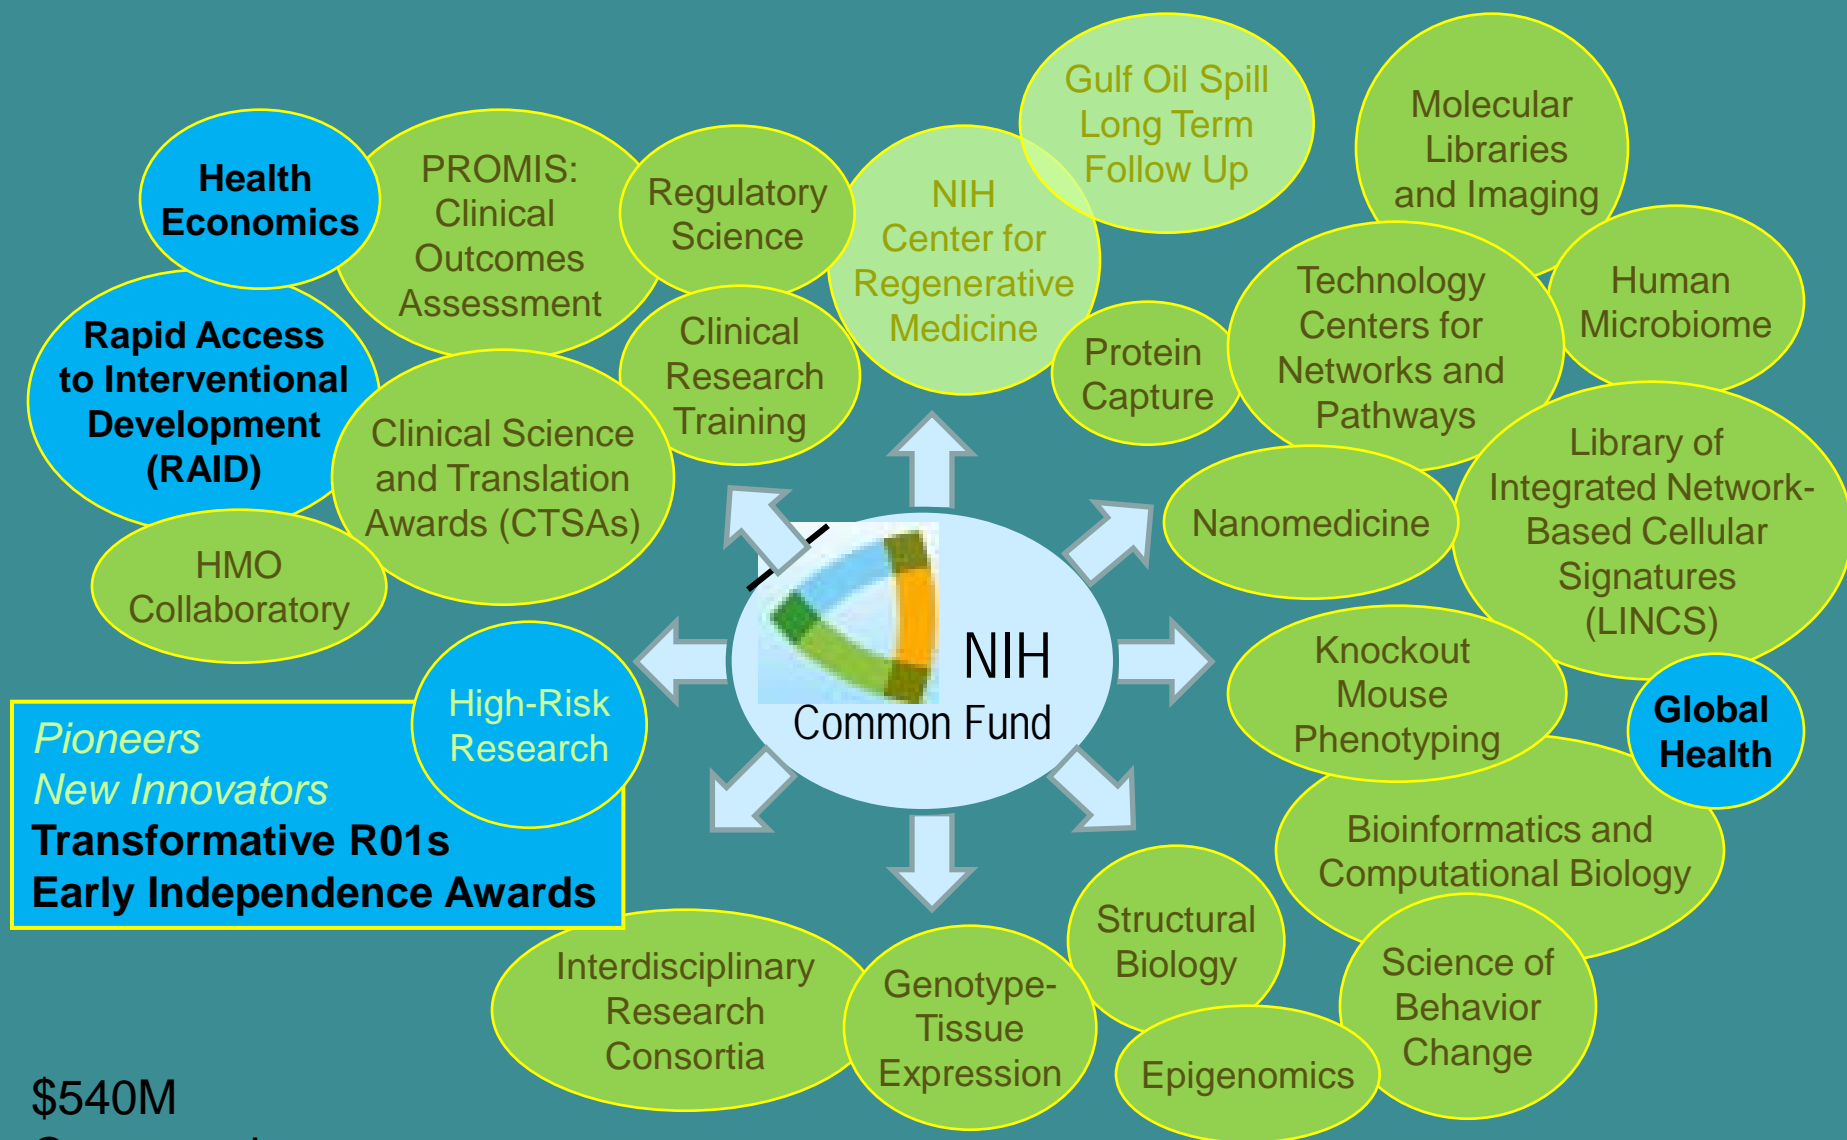 Health
Economics
PROMIS:
Clinical
Outcomes
Assessment
Regulatory
Science
NIH
Center for
Regenerative
Medicine
Gulf Oil Spill
Long Term
Follow Up
Molecular
Libraries
and Imaging
Rapid Access
to Interventional
Development
(RAID)
Clinical
Research
Training
Protein
Capture
Technology
Centers for
Networks and
Pathways
Human
Microbiome
Clinical Science
and Translation
Awards (CTSAs)
Nanomedicine
Library of
Integrated Network-
Based Cellular
Signatures
(LINCS)
HMO
Collaboratory
High-Risk
Research
NIH
Common Fund
Knockout
Mouse
Phenotyping
Global
Health
Pioneers
New Innovators
Transformative R01s
Early Independence Awards
Bioinformatics and
Computational Biology
Structural
Biology
Science of
Behavior
Change
Interdisciplinary
Research
Consortia
Genotype-
Tissue
Expression
Epigenomics
$540M